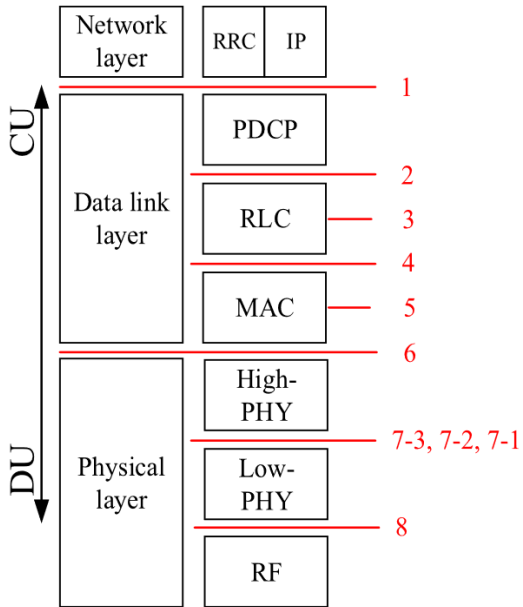 Network
layer
RRC
IP
1
CU
PDCP
2
Data link
layer
RLC
3
4
MAC
5
6
High-
PHY
7-3, 7-2, 7-1
Physical
layer
Low-
PHY
DU
8
RF